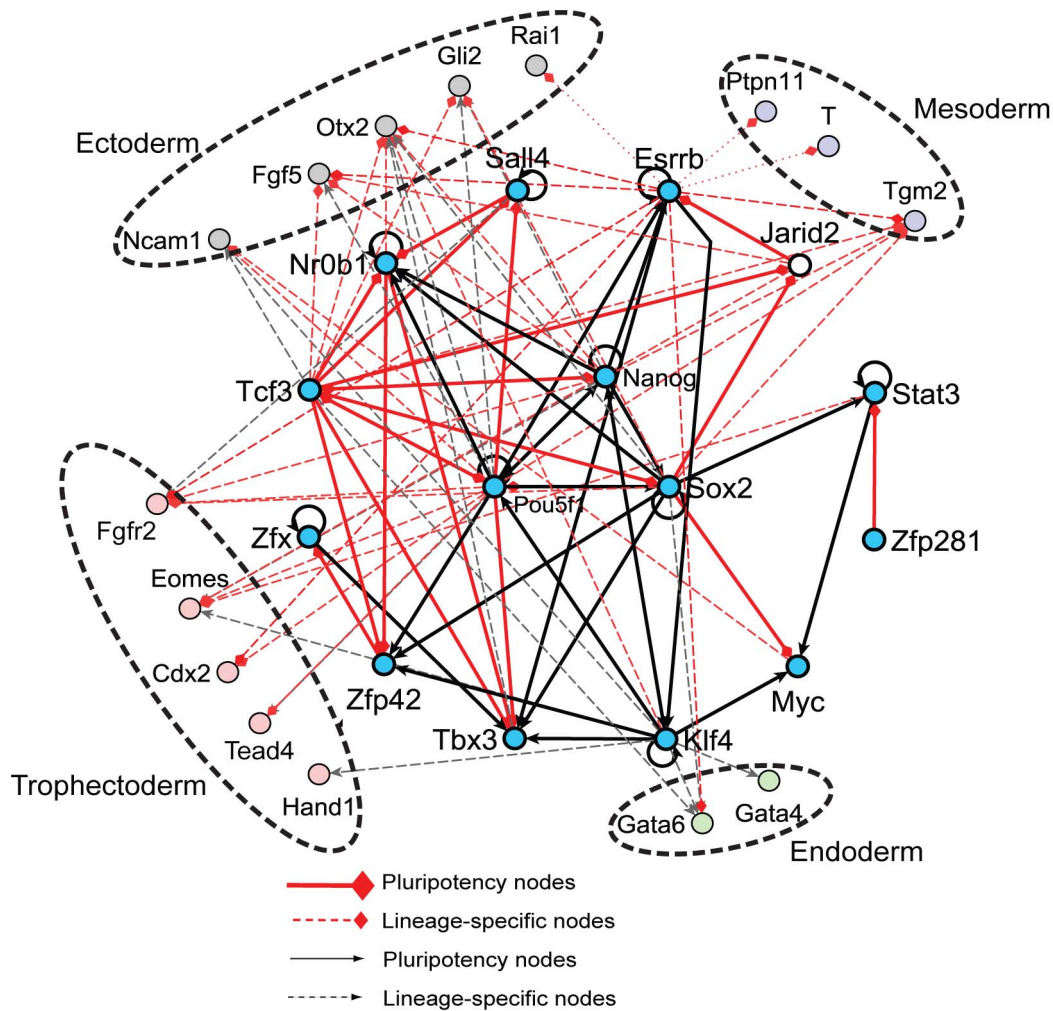 Rai1
Gli2
Ptpn11
Mesoderm
T
Otx2
Ectoderm
Sall4
Esrrb
Fgf5
Tgm2
Jarid2
Ncam1
Nr0b1
Tcf3
Nanog
Stat3
Pou5f1
Sox2
Fgfr2
Zfx
Zfp281
Eomes
Cdx2
Zfp42
Myc
Tbx3
Klf4
Tead4
Trophectoderm
Hand1
Gata4
Gata6
Endoderm
Pluripotency nodes
Lineage-specific nodes
Pluripotency nodes
Lineage-specific nodes